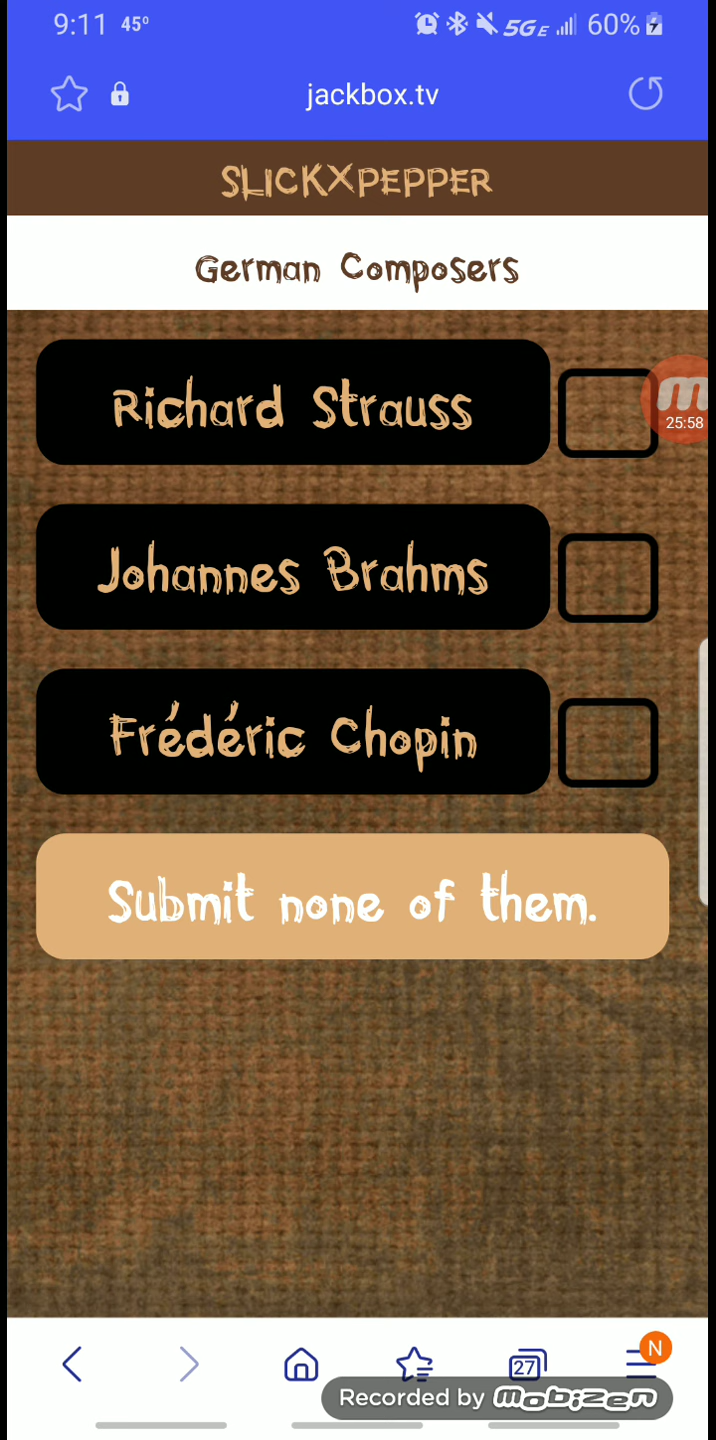 9:11 45° 5GE 60%
jackbox.tv
SLICKXPEPPER
German Composers
Richard Strauss
25:58
Johannes Brahms
Frédéric Chopin
Submit none of them.
27 N
Recorded by mobizen